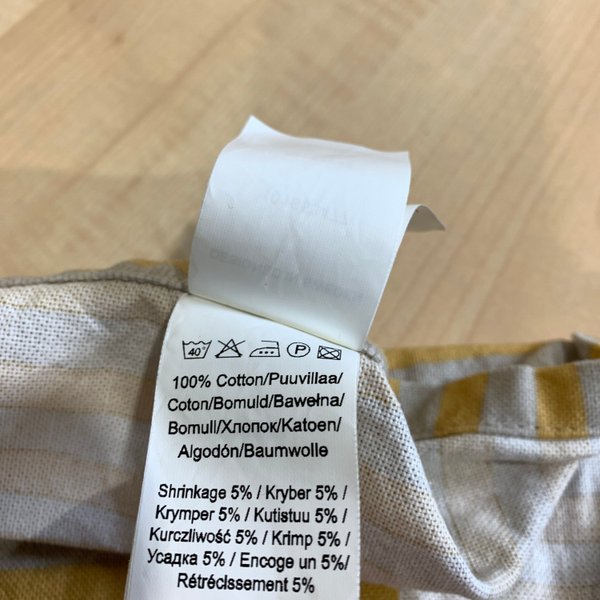 40°
P
100% Cotton/Puuvillaa/
Coton/Bomuld/Bawełna/
Bomull/Хлопок/Katoen/
Algodón/Baumwolle
Shrinkage 5% / Kryber 5% /
Krymper 5% / Kutistuu 5% /
Kurczliwość 5% / Krimp 5% /
Усадка 5% / Encoge un 5%/
Rétrécissement 5%